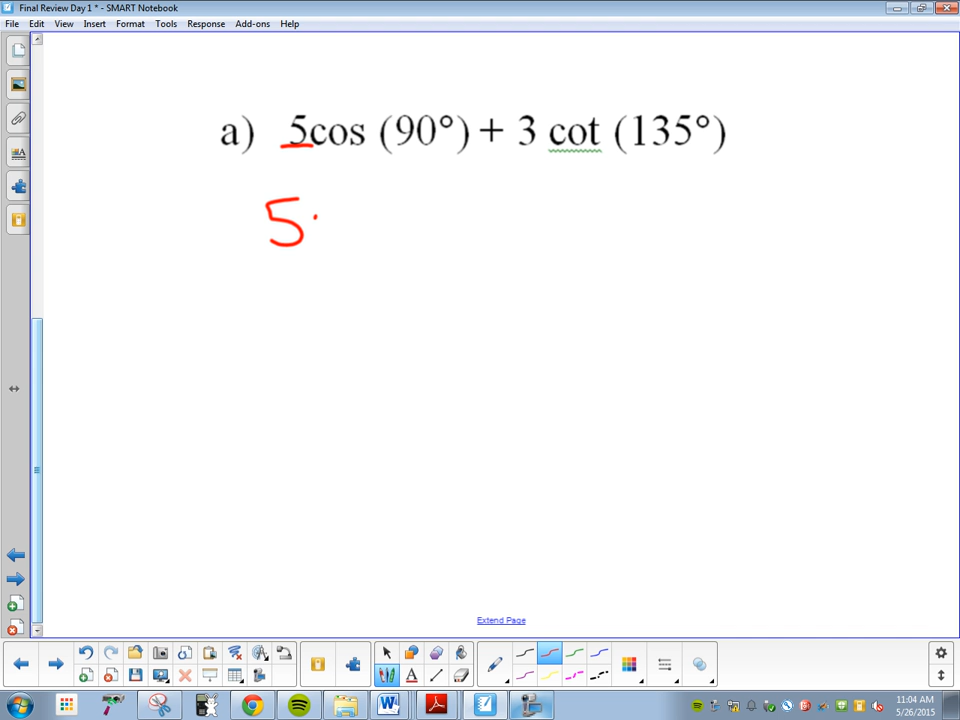 Final Review Day 1 * - SMART Notebook
File Edit View Insert Format Tools Response Add-ons Help
a) 5cos (90°) + 3 cot (135°)
5·
Extend Page
11:04 AM
5/26/2015